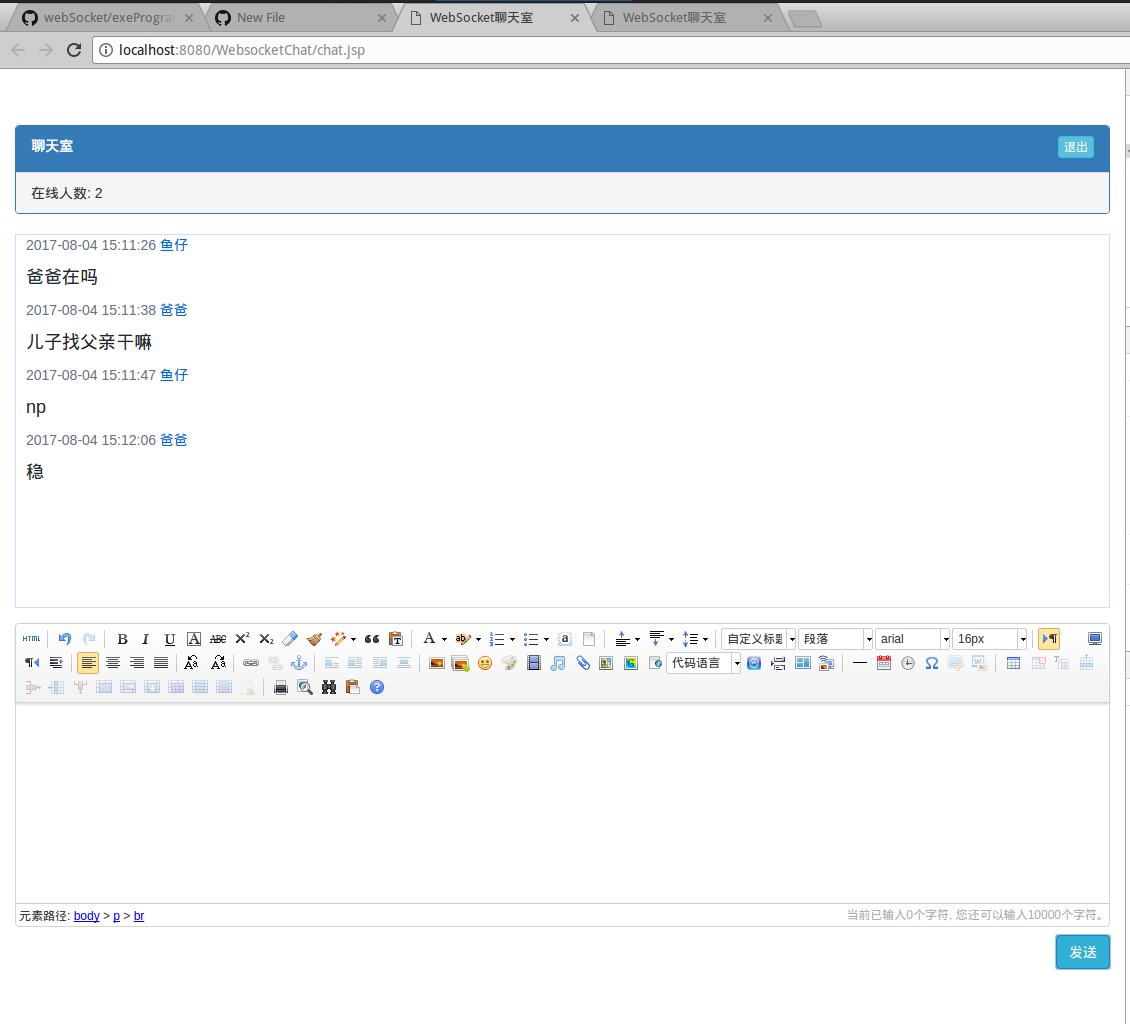 webSocket/exeProgra
New File
WebSocket聊天室
WebSocket聊天室
localhost:8080/WebsocketChat/chat.jsp
聊天室
退出
在线人数: 2
2017-08-04 15:11:26 鱼仔
爸爸在吗
2017-08-04 15:11:38 爸爸
儿子找父亲干嘛
2017-08-04 15:11:47 鱼仔
np
2017-08-04 15:12:06 爸爸
稳
HTML B I U A ABC X² X₂ A ab a 自定义标题 段落 arial 16px
代码语言
元素路径: body > p > br
当前已输入0个字符, 您还可以输入10000个字符。
发送